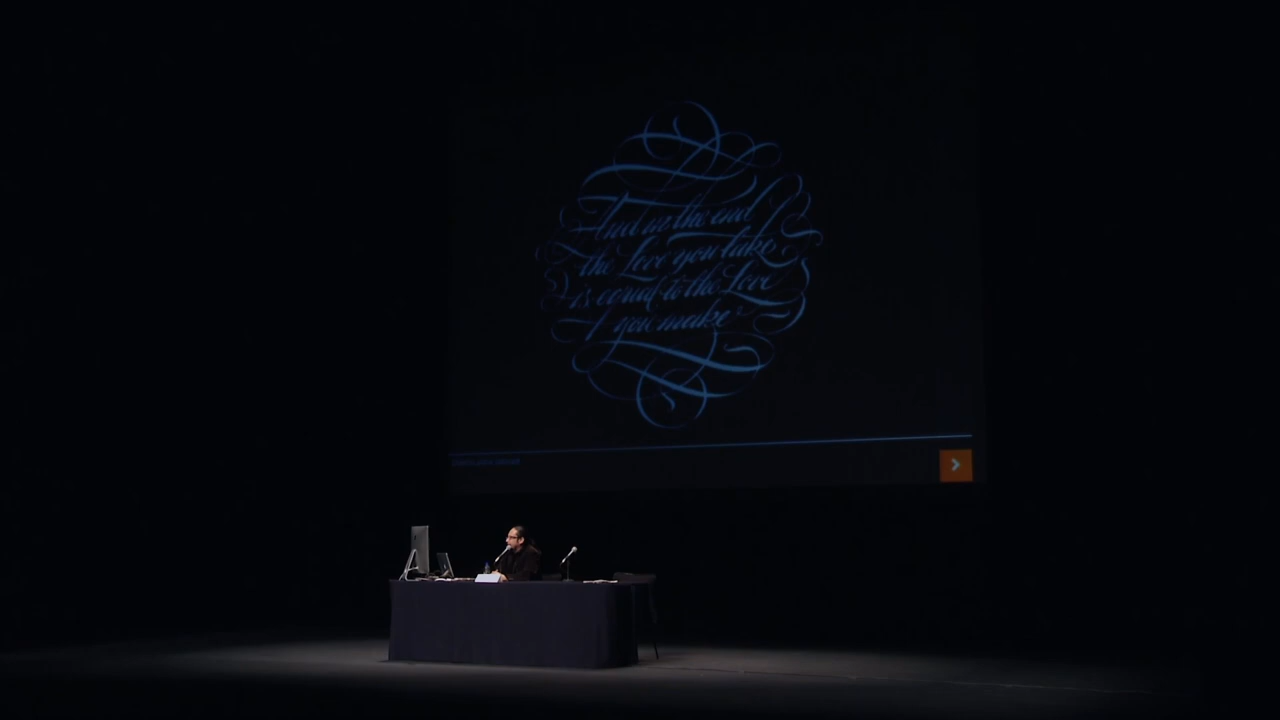 And in the end
the Love you take
is equal to the Love
you make